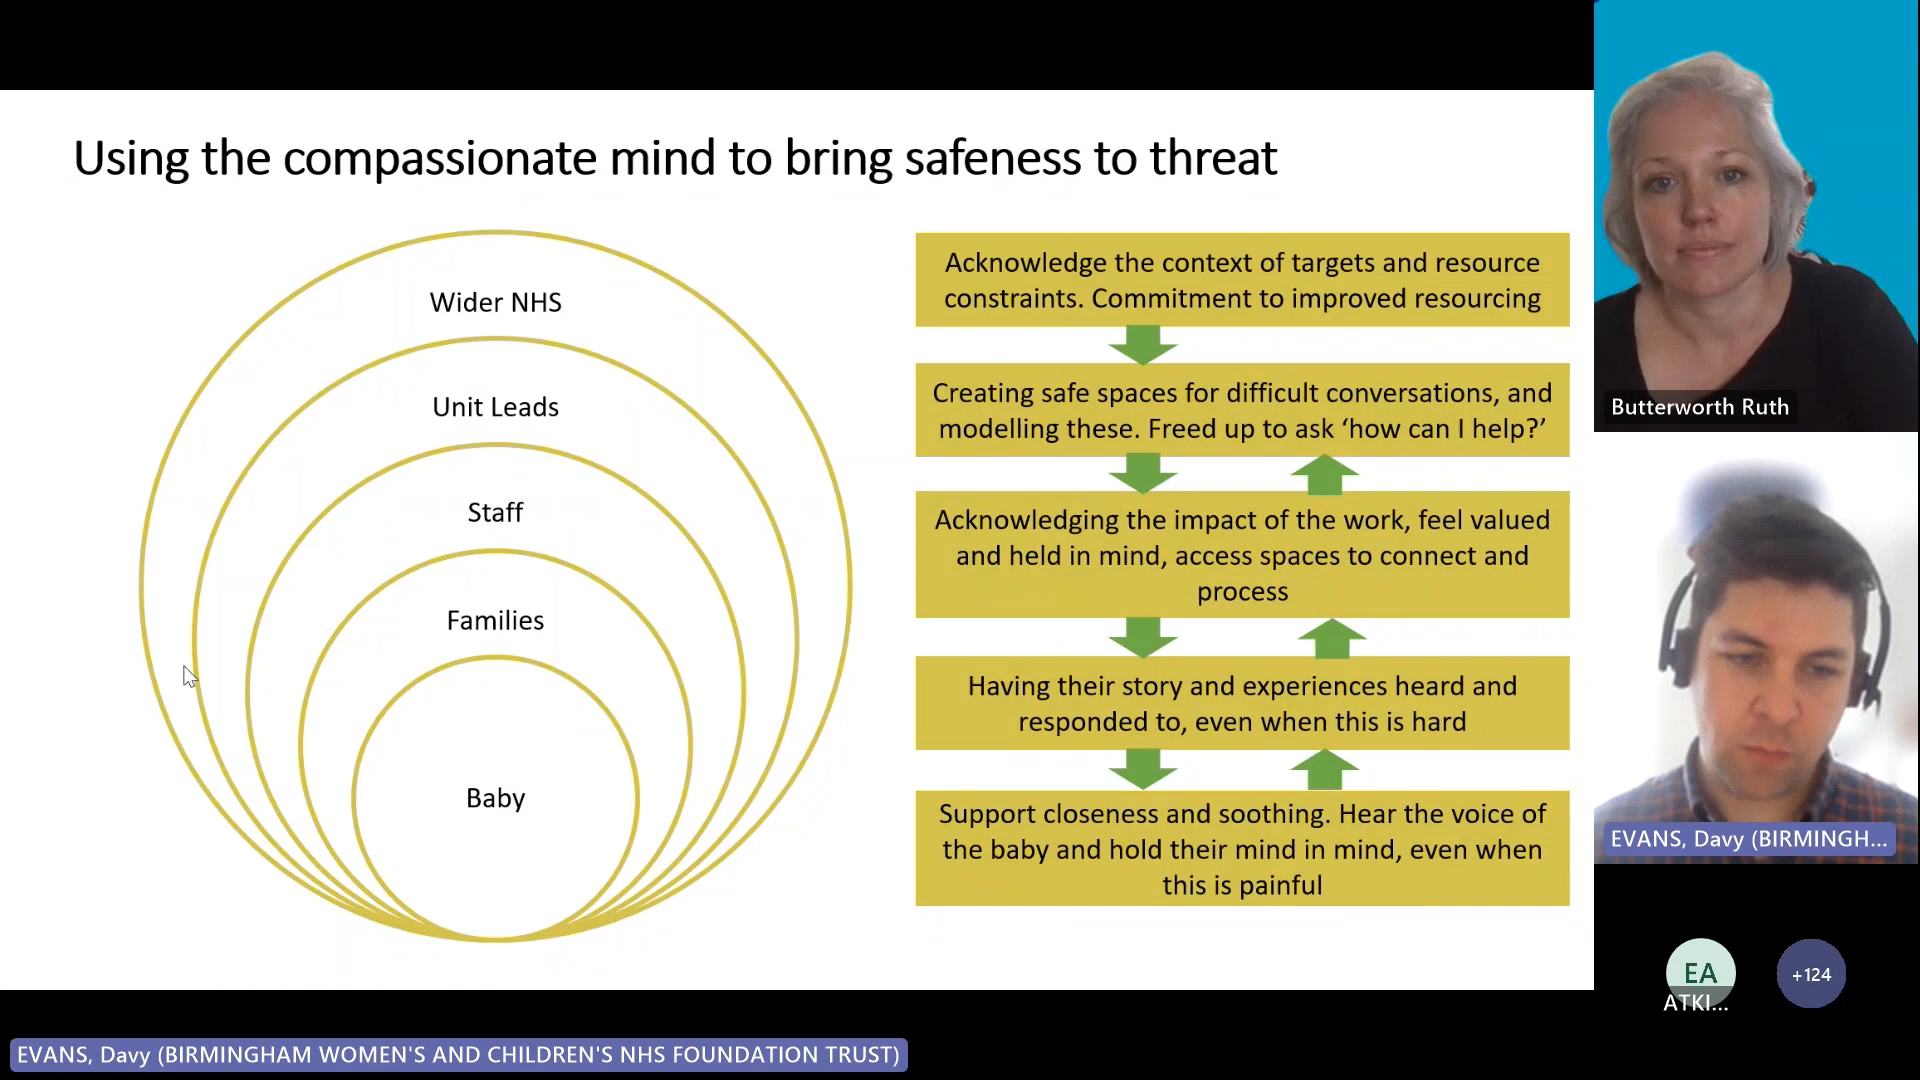 Using the compassionate mind to bring safeness to threat
Wider NHS
Unit Leads
Staff
Families
Baby
Acknowledge the context of targets and resource
constraints. Commitment to improved resourcing
Creating safe spaces for difficult conversations, and
modelling these. Freed up to ask ‘how can I help?’
Acknowledging the impact of the work, feel valued
and held in mind, access spaces to connect and
process
Having their story and experiences heard and
responded to, even when this is hard
Support closeness and soothing. Hear the voice of
the baby and hold their mind in mind, even when
this is painful
Butterworth Ruth
EVANS, Davy (BIRMINGH...
EA
ATKI...
+124
EVANS, Davy (BIRMINGHAM WOMEN'S AND CHILDREN'S NHS FOUNDATION TRUST)